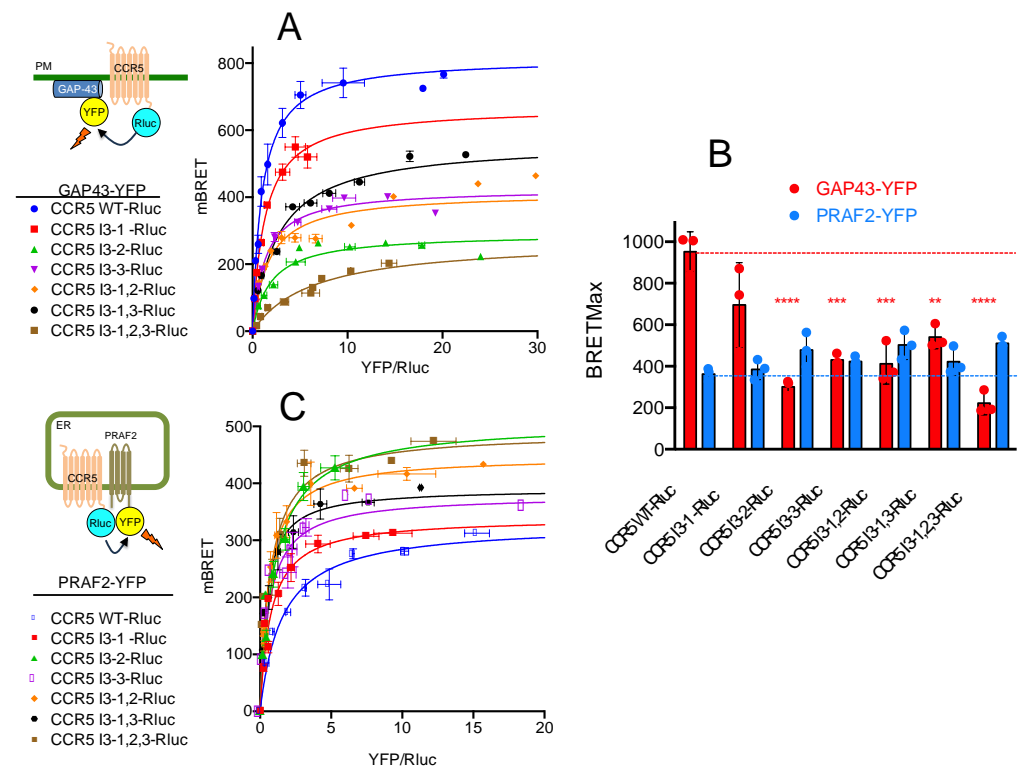 A
PM
CCR5
GAP-43
YFP
Rluc
GAP43-YFP
CCR5 WT-Rluc
CCR5 I3-1 -Rluc
CCR5 I3-2-Rluc
CCR5 I3-3-Rluc
CCR5 I3-1,2-Rluc
CCR5 I3-1,3-Rluc
CCR5 I3-1,2,3-Rluc
mBRET
800
600
400
200
0
0 10 20 30
YFP/Rluc
B
GAP43-YFP
PRAF2-YFP
BRETMax
1000
800
600
400
200
0
**** *** *** ** ****
CCR5 WT-Rluc
CCR5 I3-1 -Rluc
CCR5 I3-2-Rluc
CCR5 I3-3-Rluc
CCR5 I3-1,2-Rluc
CCR5 I3-1,3-Rluc
CCR5 I3-1,2,3-Rluc
C
ER
PRAF2
CCR5
Rluc
YFP
PRAF2-YFP
CCR5 WT-Rluc
CCR5 I3-1 -Rluc
CCR5 I3-2-Rluc
CCR5 I3-3-Rluc
CCR5 I3-1,2-Rluc
CCR5 I3-1,3-Rluc
CCR5 I3-1,2,3-Rluc
mBRET
500
400
300
200
100
0
0 5 10 15 20
YFP/Rluc